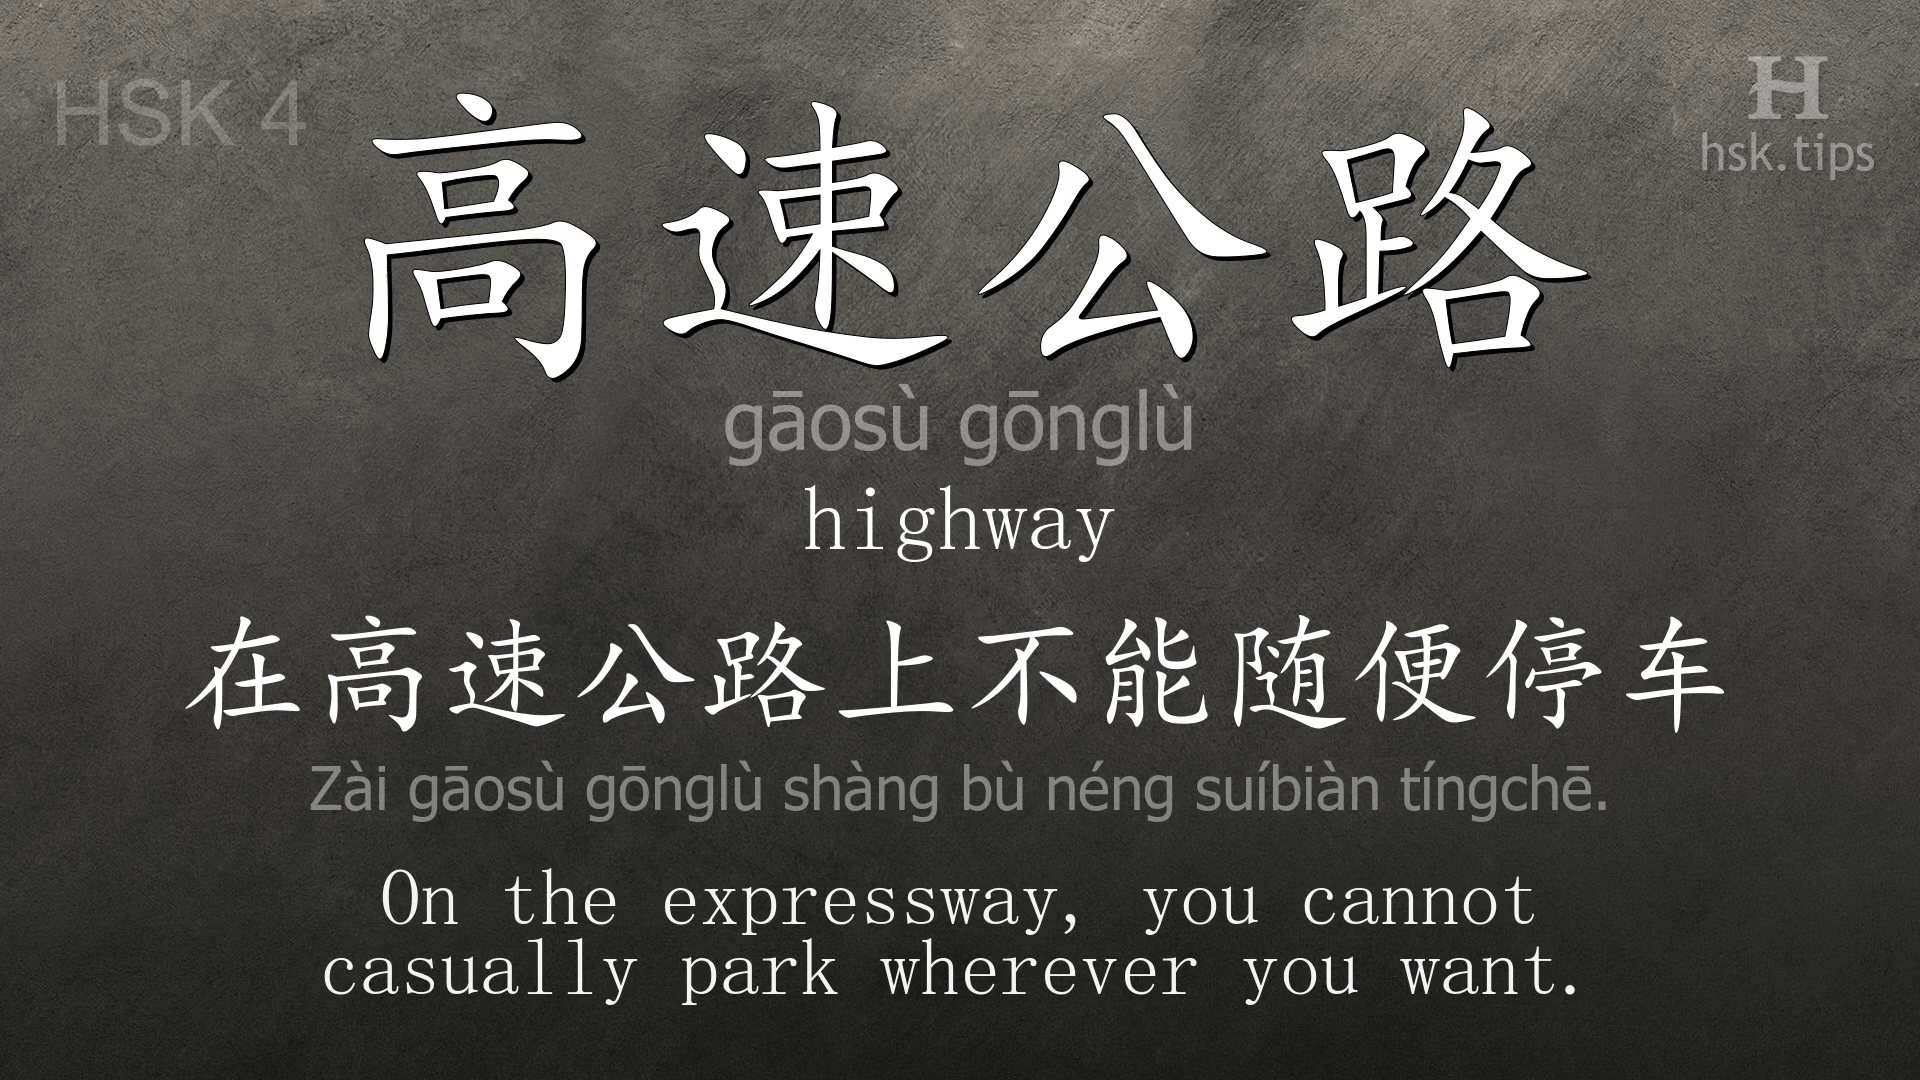 HSK 4
H
hsk.tips
高速公路
gāosù gōnglù
highway
在高速公路上不能随便停车
Zài gāosù gōnglù shàng bù néng suíbiàn tíngchē.
On the expressway, you cannot
casually park wherever you want.